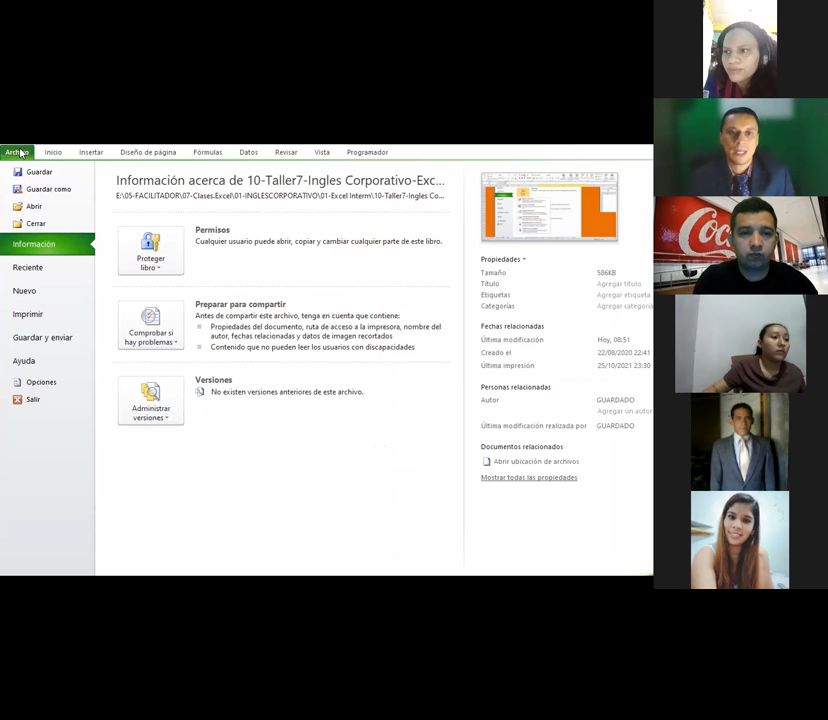 Archivo Inicio Insertar Diseño de página Fórmulas Datos Revisar Vista Programador
Guardar
Guardar como
Abrir
Cerrar
Información
Reciente
Nuevo
Imprimir
Guardar y enviar
Ayuda
Opciones
Salir
Información acerca de 10-Taller7-Ingles Corporativo-Exc...
E:\05-FACILITADOR\07-Clases.Excel\01-INGLESCORPORATIVO\01-Excel Interm\10-Taller7-Ingles Co...
Proteger
libro
Permisos
Cualquier usuario puede abrir, copiar y cambiar cualquier parte de este libro.
Comprobar si
hay problemas
Preparar para compartir
Antes de compartir este archivo, tenga en cuenta que contiene:
Propiedades del documento, ruta de acceso a la impresora, nombre del
autor, fechas relacionadas y datos de imagen recortados
Contenido que no pueden leer los usuarios con discapacidades
Administrar
versiones
Versiones
No existen versiones anteriores de este archivo.
Propiedades
Tamaño 586KB
Título Agregar título
Etiquetas Agregar etiqueta
Categorías Agregar categoría
Fechas relacionadas
Última modificación Hoy, 08:51
Creado el 22/08/2020 22:41
Última impresión 25/10/2021 23:30
Personas relacionadas
Autor GUARDADO
Agregar un autor
Última modificación realizada por GUARDADO
Documentos relacionados
Abrir ubicación de archivos
Mostrar todas las propiedades
Coc